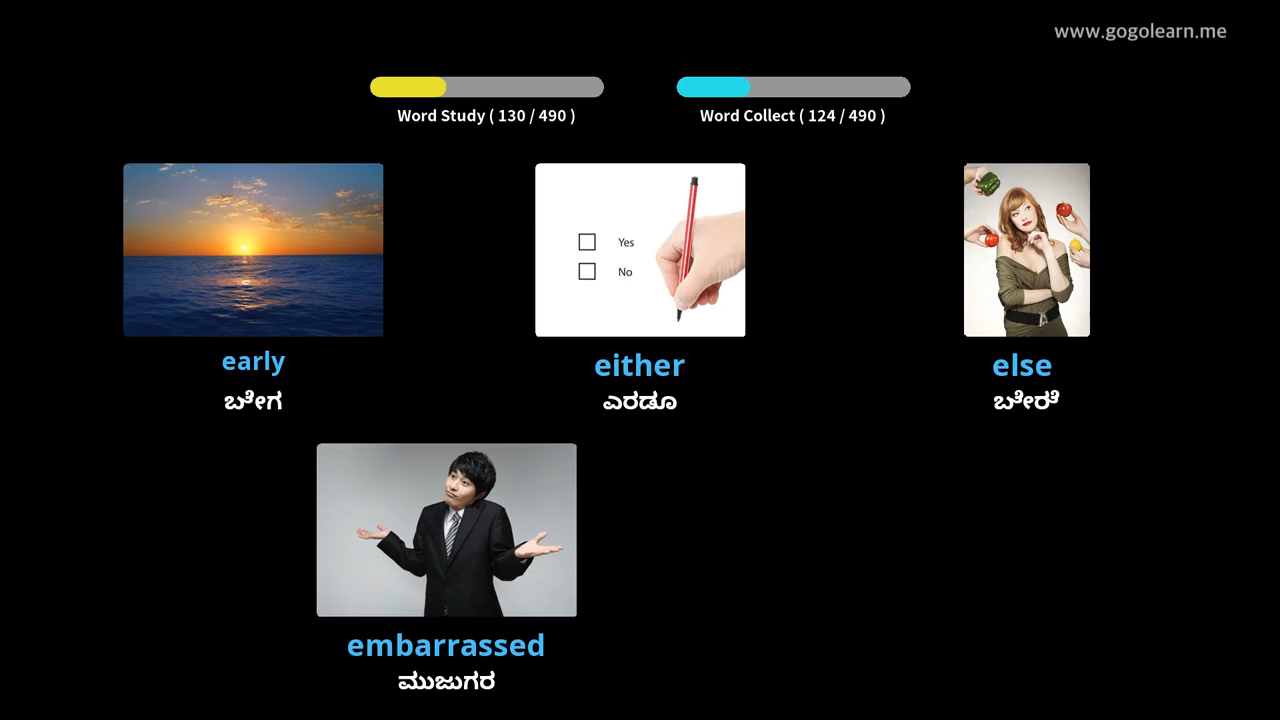 www.gogolearn.me
Word Study ( 130 / 490 )
Word Collect ( 124 / 490 )
Yes
No
early
either
else
ಬೇಗ
ಎರಡೂ
ಬೇರೆ
embarrassed
ಮುಜುಗರ